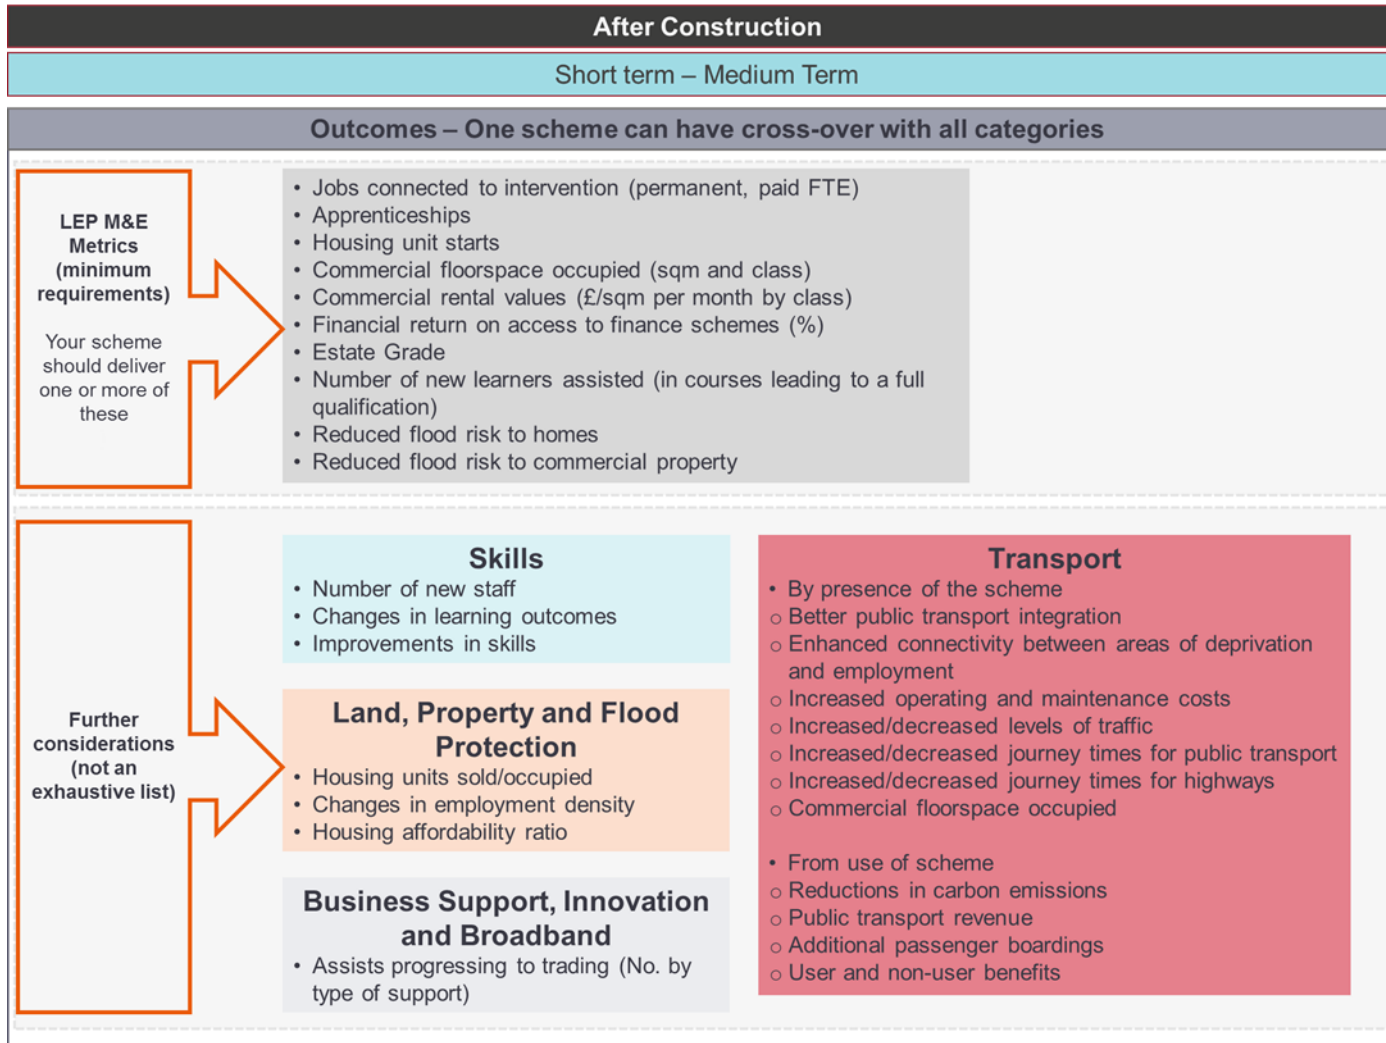 After Construction
Short term – Medium Term
Outcomes – One scheme can have cross-over with all categories
LEP M&E
Metrics
(minimum
requirements)
Your scheme
should deliver
one or more of
these
• Jobs connected to intervention (permanent, paid FTE)
• Apprenticeships
• Housing unit starts
• Commercial floorspace occupied (sqm and class)
• Commercial rental values (£/sqm per month by class)
• Financial return on access to finance schemes (%)
• Estate Grade
• Number of new learners assisted (in courses leading to a full
qualification)
• Reduced flood risk to homes
• Reduced flood risk to commercial property
Further
considerations
(not an
exhaustive list)
Skills
• Number of new staff
• Changes in learning outcomes
• Improvements in skills
Land, Property and Flood
Protection
• Housing units sold/occupied
• Changes in employment density
• Housing affordability ratio
Business Support, Innovation
and Broadband
• Assists progressing to trading (No. by
type of support)
Transport
• By presence of the scheme
o Better public transport integration
o Enhanced connectivity between areas of deprivation
and employment
o Increased operating and maintenance costs
o Increased/decreased levels of traffic
o Increased/decreased journey times for public transport
o Increased/decreased journey times for highways
o Commercial floorspace occupied
• From use of scheme
o Reductions in carbon emissions
o Public transport revenue
o Additional passenger boardings
o User and non-user benefits